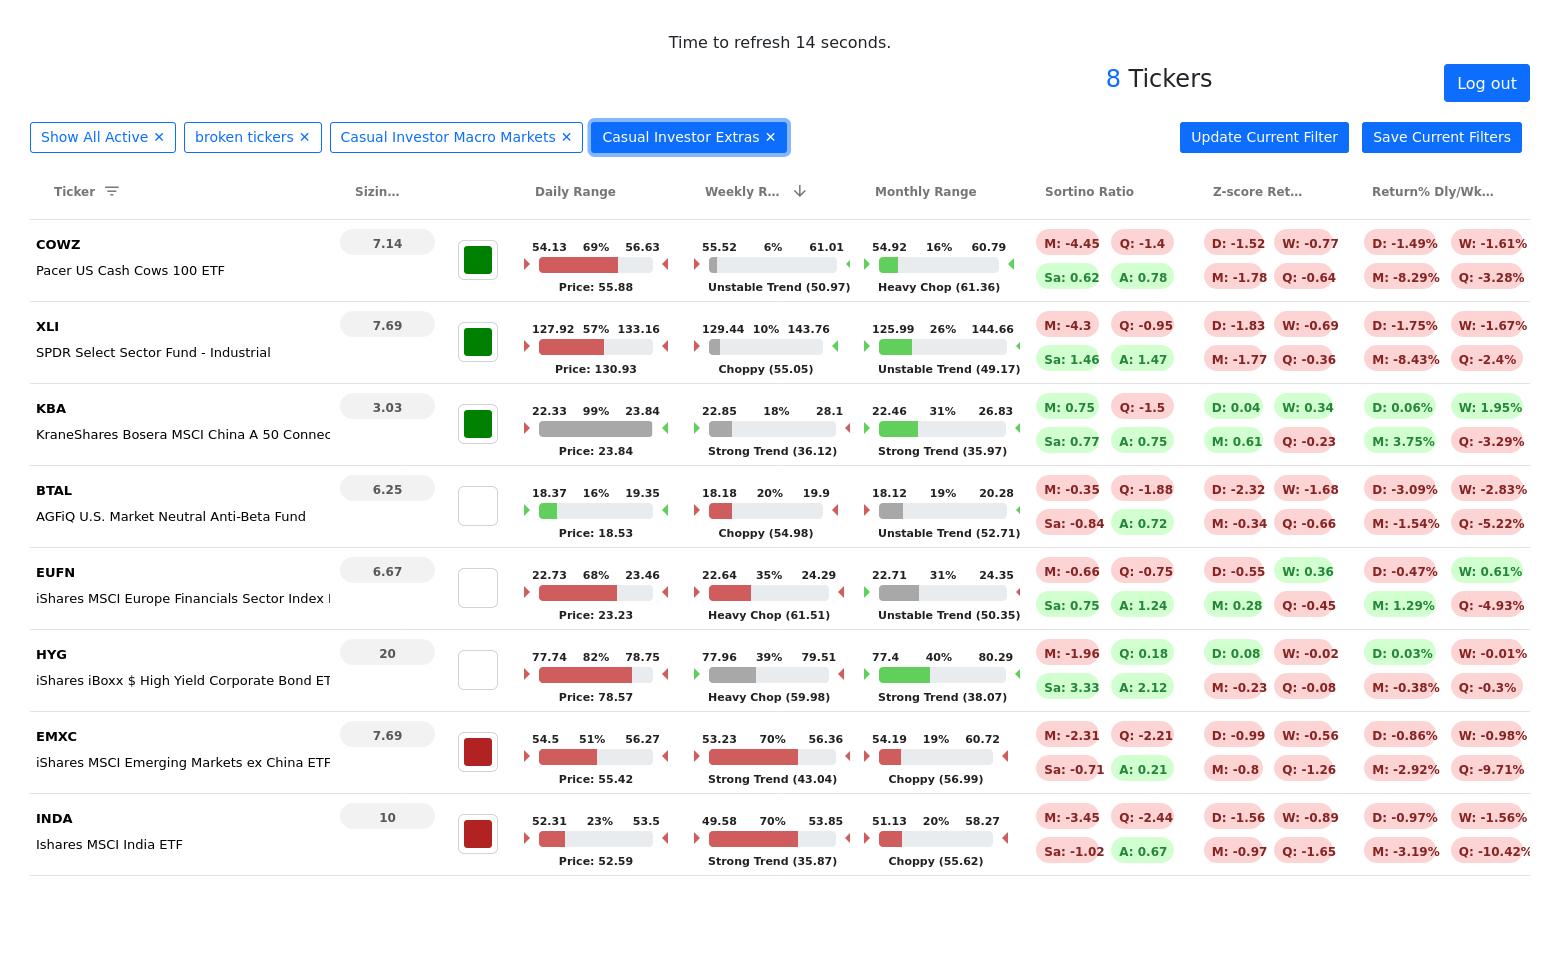 Time to refresh 14 seconds.
8 Tickers
Log out
Show All Active ✕ broken tickers ✕ Casual Investor Macro Markets ✕ Casual Investor Extras ✕ Update Current Filter Save Current Filters
Ticker Sizin... Daily Range Weekly R... Monthly Range Sortino Ratio Z-score Ret... Return% Dly/Wk...
COWZ 7.14 54.13 69% 56.63 55.52 6% 61.01 54.92 16% 60.79 M: -4.45 Q: -1.4 D: -1.52 W: -0.77 D: -1.49% W: -1.61%
Pacer US Cash Cows 100 ETF Price: 55.88 Unstable Trend (50.97) Heavy Chop (61.36) Sa: 0.62 A: 0.78 M: -1.78 Q: -0.64 M: -8.29% Q: -3.28%
XLI 7.69 127.92 57% 133.16 129.44 10% 143.76 125.99 26% 144.66 M: -4.3 Q: -0.95 D: -1.83 W: -0.69 D: -1.75% W: -1.67%
SPDR Select Sector Fund - Industrial Price: 130.93 Choppy (55.05) Unstable Trend (49.17) Sa: 1.46 A: 1.47 M: -1.77 Q: -0.36 M: -8.43% Q: -2.4%
KBA 3.03 22.33 99% 23.84 22.85 18% 28.1 22.46 31% 26.83 M: 0.75 Q: -1.5 D: 0.04 W: 0.34 D: 0.06% W: 1.95%
KraneShares Bosera MSCI China A 50 Connec Price: 23.84 Strong Trend (36.12) Strong Trend (35.97) Sa: 0.77 A: 0.75 M: 0.61 Q: -0.23 M: 3.75% Q: -3.29%
BTAL 6.25 18.37 16% 19.35 18.18 20% 19.9 18.12 19% 20.28 M: -0.35 Q: -1.88 D: -2.32 W: -1.68 D: -3.09% W: -2.83%
AGFiQ U.S. Market Neutral Anti-Beta Fund Price: 18.53 Choppy (54.98) Unstable Trend (52.71) Sa: -0.84 A: 0.72 M: -0.34 Q: -0.66 M: -1.54% Q: -5.22%
EUFN 6.67 22.73 68% 23.46 22.64 35% 24.29 22.71 31% 24.35 M: -0.66 Q: -0.75 D: -0.55 W: 0.36 D: -0.47% W: 0.61%
iShares MSCI Europe Financials Sector Index Price: 23.23 Heavy Chop (61.51) Unstable Trend (50.35) Sa: 0.75 A: 1.24 M: 0.28 Q: -0.45 M: 1.29% Q: -4.93%
HYG 20 77.74 82% 78.75 77.96 39% 79.51 77.4 40% 80.29 M: -1.96 Q: 0.18 D: 0.08 W: -0.02 D: 0.03% W: -0.01%
iShares iBoxx $ High Yield Corporate Bond ET Price: 78.57 Heavy Chop (59.98) Strong Trend (38.07) Sa: 3.33 A: 2.12 M: -0.23 Q: -0.08 M: -0.38% Q: -0.3%
EMXC 7.69 54.5 51% 56.27 53.23 70% 56.36 54.19 19% 60.72 M: -2.31 Q: -2.21 D: -0.99 W: -0.56 D: -0.86% W: -0.98%
iShares MSCI Emerging Markets ex China ETF Price: 55.42 Strong Trend (43.04) Choppy (56.99) Sa: -0.71 A: 0.21 M: -0.8 Q: -1.26 M: -2.92% Q: -9.71%
INDA 10 52.31 23% 53.5 49.58 70% 53.85 51.13 20% 58.27 M: -3.45 Q: -2.44 D: -1.56 W: -0.89 D: -0.97% W: -1.56%
Ishares MSCI India ETF Price: 52.59 Strong Trend (35.87) Choppy (55.62) Sa: -1.02 A: 0.67 M: -0.97 Q: -1.65 M: -3.19% Q: -10.42%